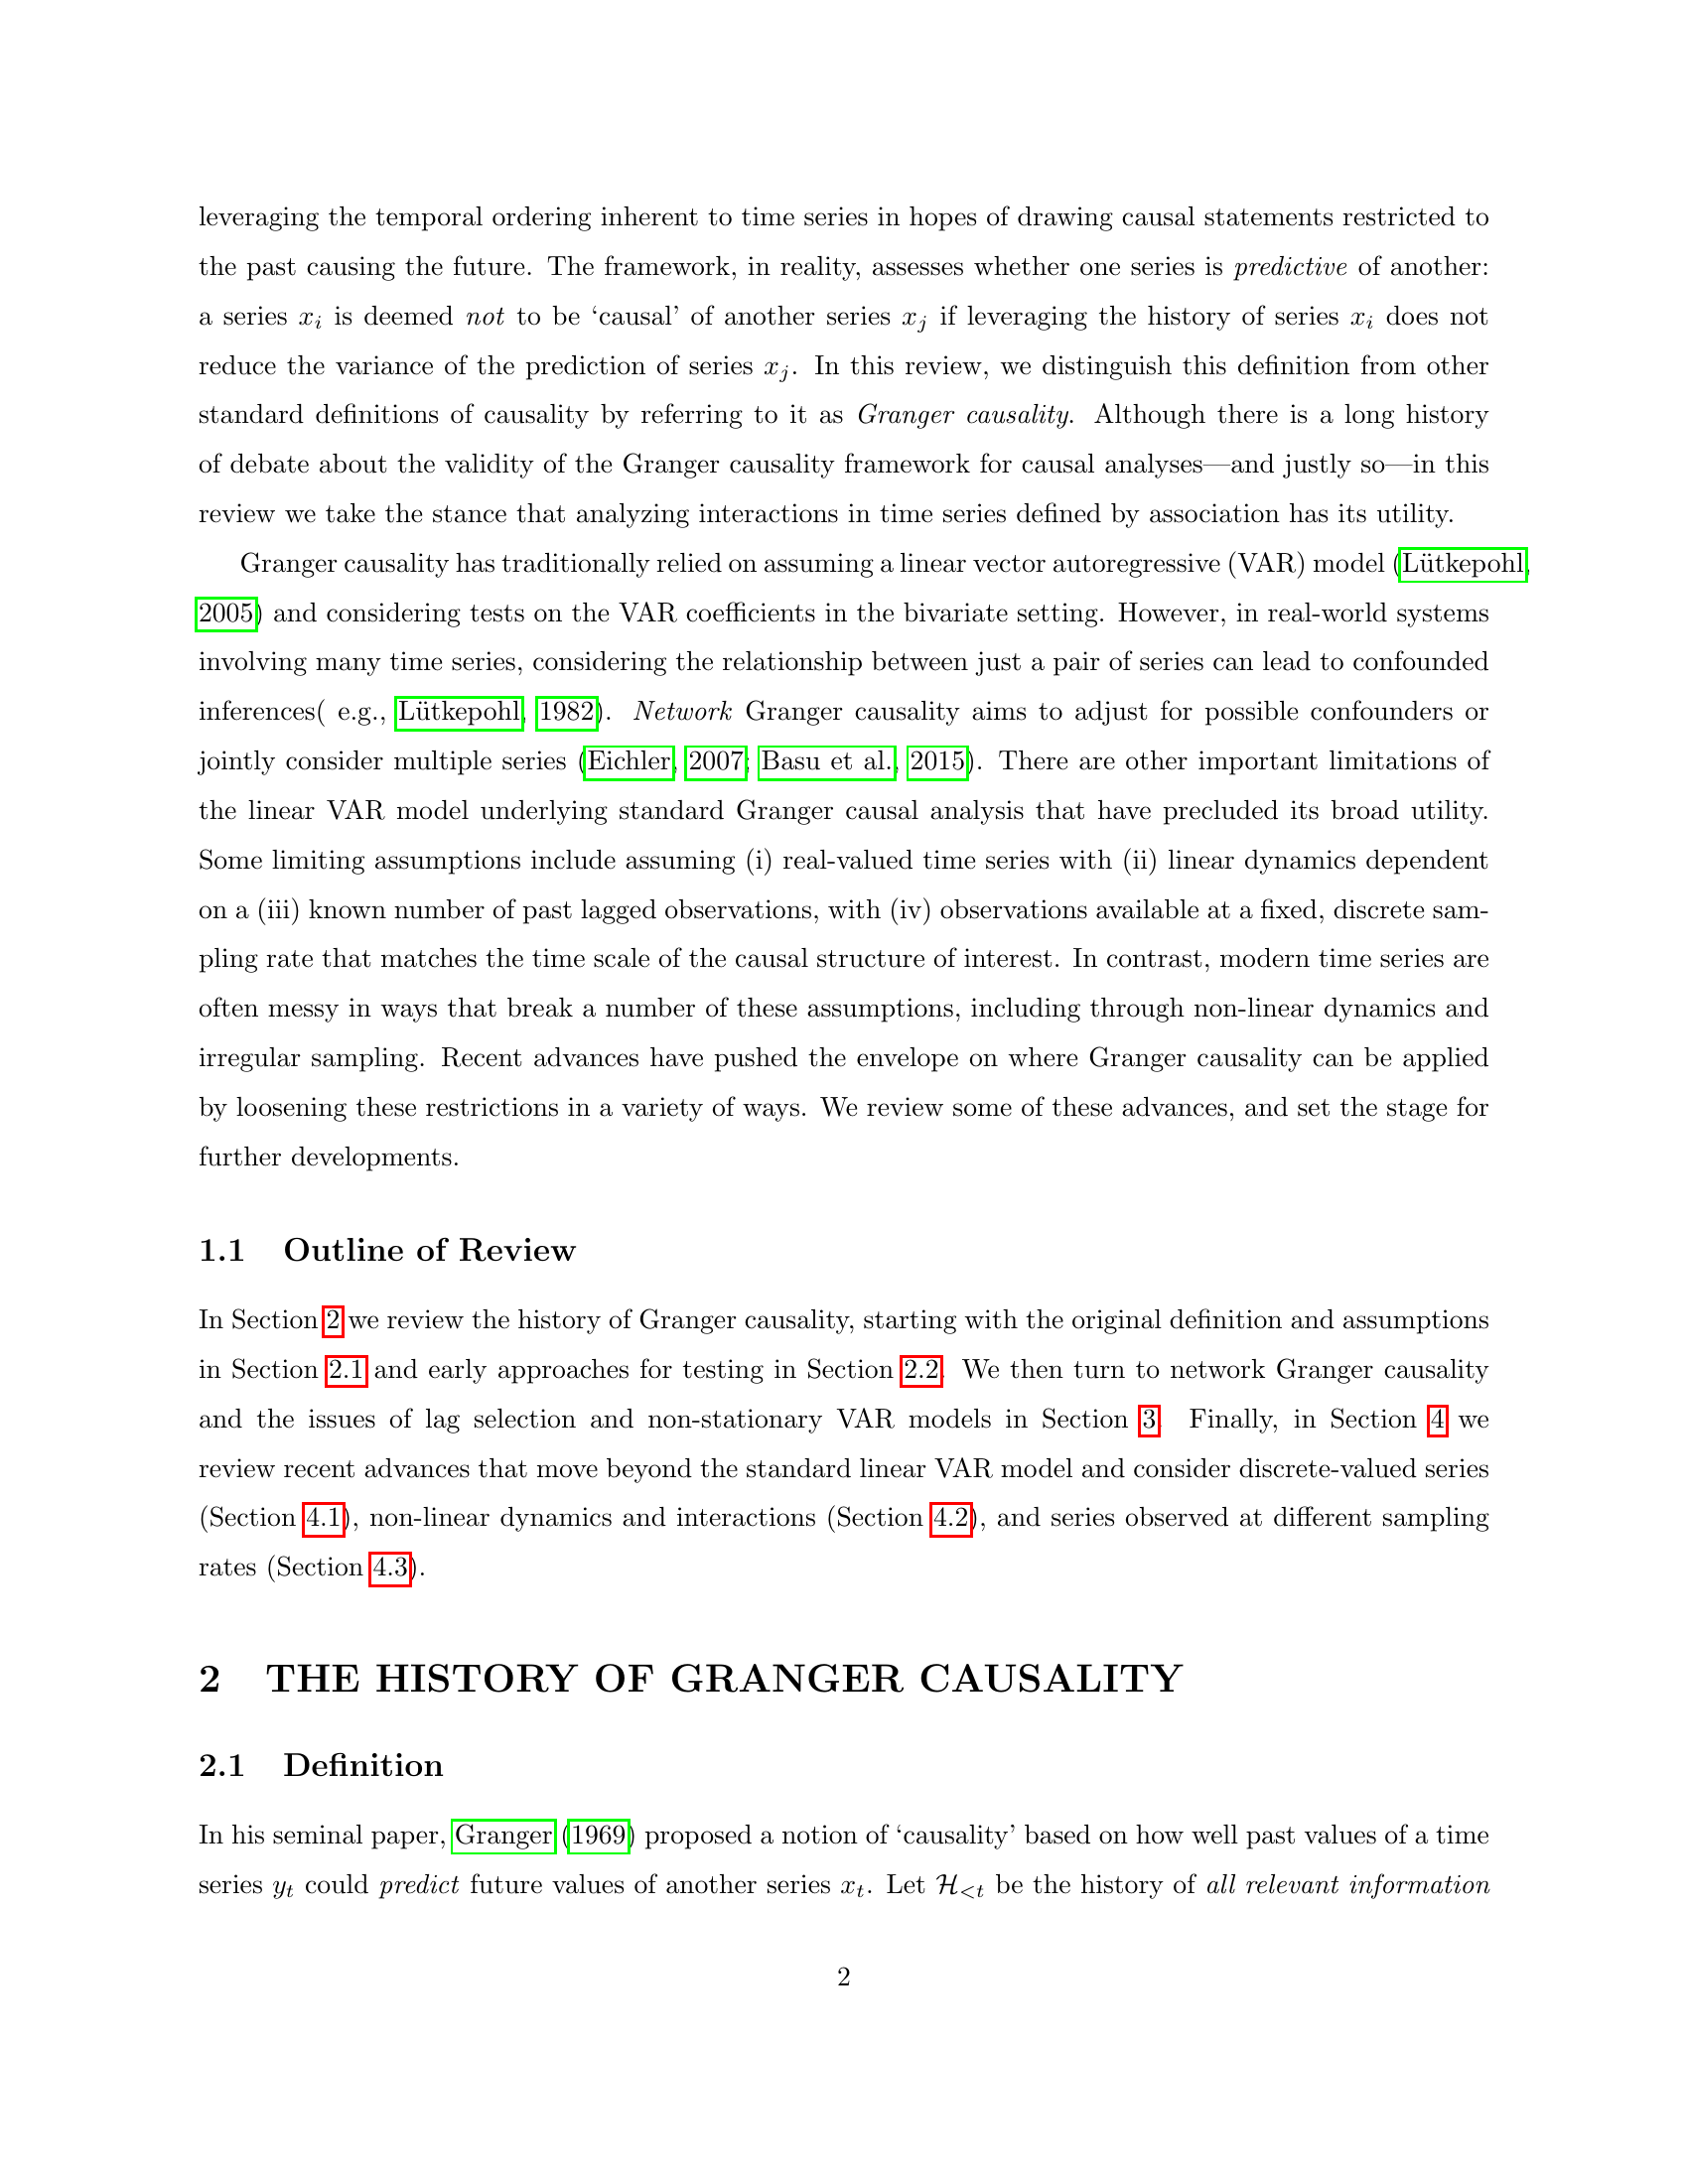 leveraging the temporal ordering inherent to time series in hopes of drawing causal statements restricted to
the past causing the future. The framework, in reality, assesses whether one series is predictive of another:
a series x_i is deemed not to be ‘causal’ of another series x_j if leveraging the history of series x_i does not
reduce the variance of the prediction of series x_j. In this review, we distinguish this definition from other
standard definitions of causality by referring to it as Granger causality. Although there is a long history
of debate about the validity of the Granger causality framework for causal analyses—and justly so—in this
review we take the stance that analyzing interactions in time series defined by association has its utility.
Granger causality has traditionally relied on assuming a linear vector autoregressive (VAR) model (Lütkepohl,
2005) and considering tests on the VAR coefficients in the bivariate setting. However, in real-world systems
involving many time series, considering the relationship between just a pair of series can lead to confounded
inferences( e.g., Lütkepohl, 1982). Network Granger causality aims to adjust for possible confounders or
jointly consider multiple series (Eichler, 2007; Basu et al., 2015). There are other important limitations of
the linear VAR model underlying standard Granger causal analysis that have precluded its broad utility.
Some limiting assumptions include assuming (i) real-valued time series with (ii) linear dynamics dependent
on a (iii) known number of past lagged observations, with (iv) observations available at a fixed, discrete sam-
pling rate that matches the time scale of the causal structure of interest. In contrast, modern time series are
often messy in ways that break a number of these assumptions, including through non-linear dynamics and
irregular sampling. Recent advances have pushed the envelope on where Granger causality can be applied
by loosening these restrictions in a variety of ways. We review some of these advances, and set the stage for
further developments.
1.1 Outline of Review
In Section 2 we review the history of Granger causality, starting with the original definition and assumptions
in Section 2.1 and early approaches for testing in Section 2.2. We then turn to network Granger causality
and the issues of lag selection and non-stationary VAR models in Section 3. Finally, in Section 4 we
review recent advances that move beyond the standard linear VAR model and consider discrete-valued series
(Section 4.1), non-linear dynamics and interactions (Section 4.2), and series observed at different sampling
rates (Section 4.3).
2 THE HISTORY OF GRANGER CAUSALITY
2.1 Definition
In his seminal paper, Granger (1969) proposed a notion of ‘causality’ based on how well past values of a time
series y_t could predict future values of another series x_t. Let ℋ_{<t} be the history of all relevant information
2